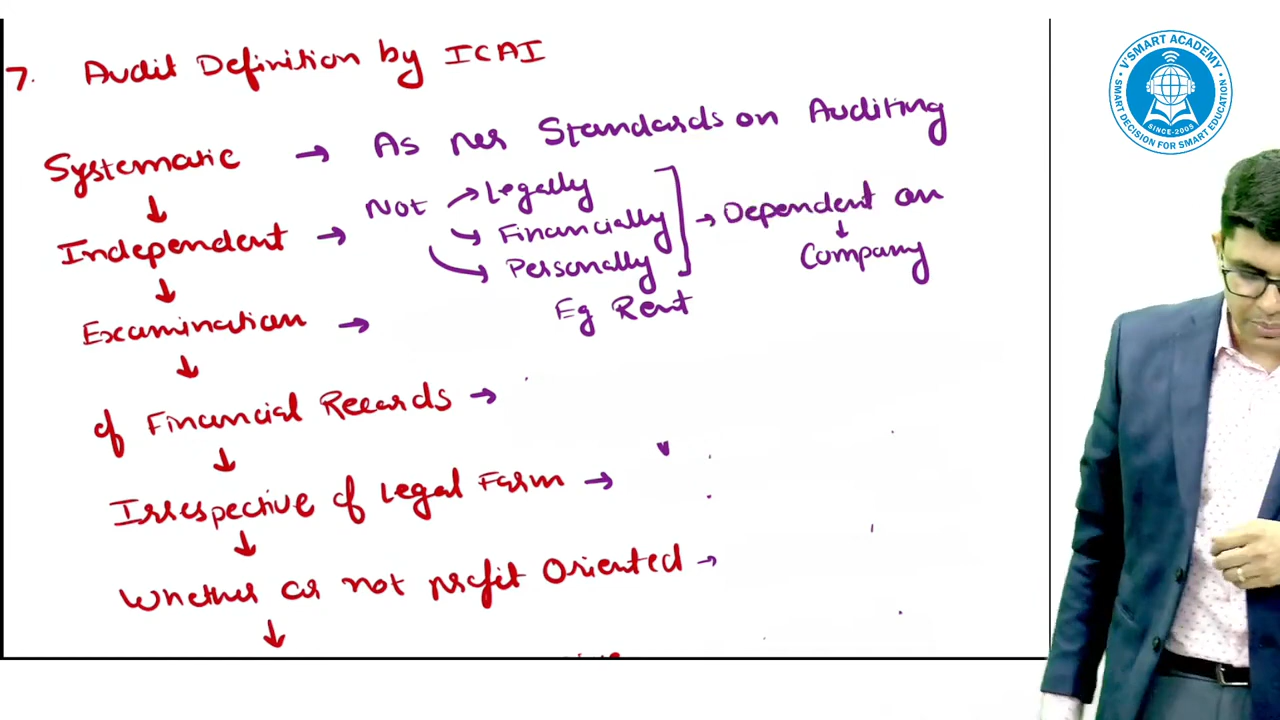 7. Audit Definition by ICAI
Systematic → As per Standards on Auditing
↓
Independent → Not → Legally
→ Financially
→ Personally
Eg Rent
→ Dependent on
↓
Company
↓
Examination →
↓
of Financial Records →
↓
Irrespective of Legal Form →
↓
Whether or not profit Oriented →
↓
V'SMART ACADEMY
SINCE-2005
SMART DECISION FOR SMART EDUCATION